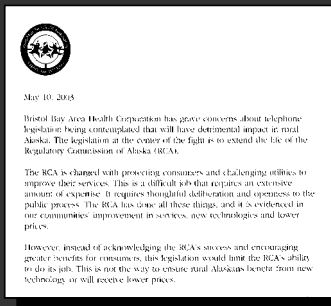 May 10, 2003
Bristol Bay Area Health Corporation has grave concerns about telephone
legislation being contemplated that will have detrimental impact in rural
Alaska. The legislation at the center of the fight is to extend the life of the
Regulatory Commission of Alaska (RCA).
The RCA is charged with protecting consumers and challenging utilities to
improve their services. This is a difficult job that requires an extensive
amount of expertise. It requires thoughtful deliberation and openness to the
public process. The RCA has done all these things, and it is evidenced in
our communities' improvement in services, new technologies and lower
prices.
However, instead of acknowledging the RCA's success and encouraging
greater benefits for consumers, this legislation would limit the RCA's ability
to do its job. This is not the way to ensure rural Alaskans benefit from new
technology or will receive lower prices.